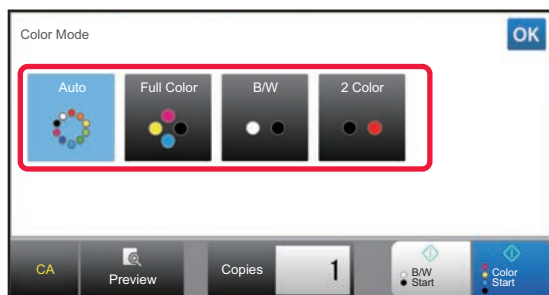 Color Mode
OK
Auto
Full Color
B/W
2 Color
CA
Preview
Copies
1
B/W
Start
Color
Start